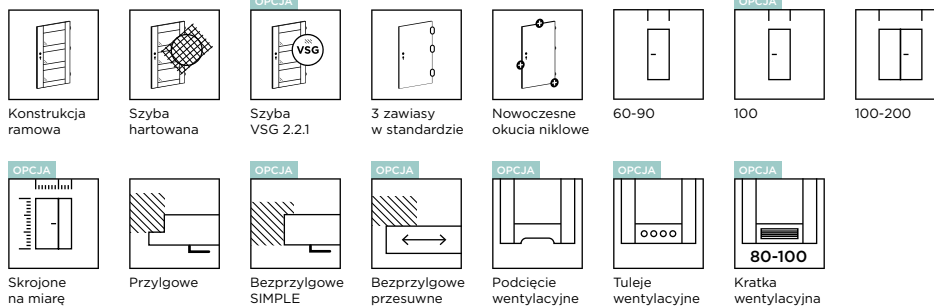 OPCJA
OPCJA
VSG
Konstrukcja
ramowa
Szyba
hartowana
Szyba
VSG 2.2.1
3 zawiasy
w standardzie
Nowoczesne
okucia niklowe
60-90
100
100-200
OPCJA
OPCJA
OPCJA
OPCJA
OPCJA
OPCJA
80-100
Skrojone
na miarę
Przylgowe
Bezprzylgowe
SIMPLE
Bezprzylgowe
przesuwne
Podcięcie
wentylacyjne
Tuleje
wentylacyjne
Kratka
wentylacyjna